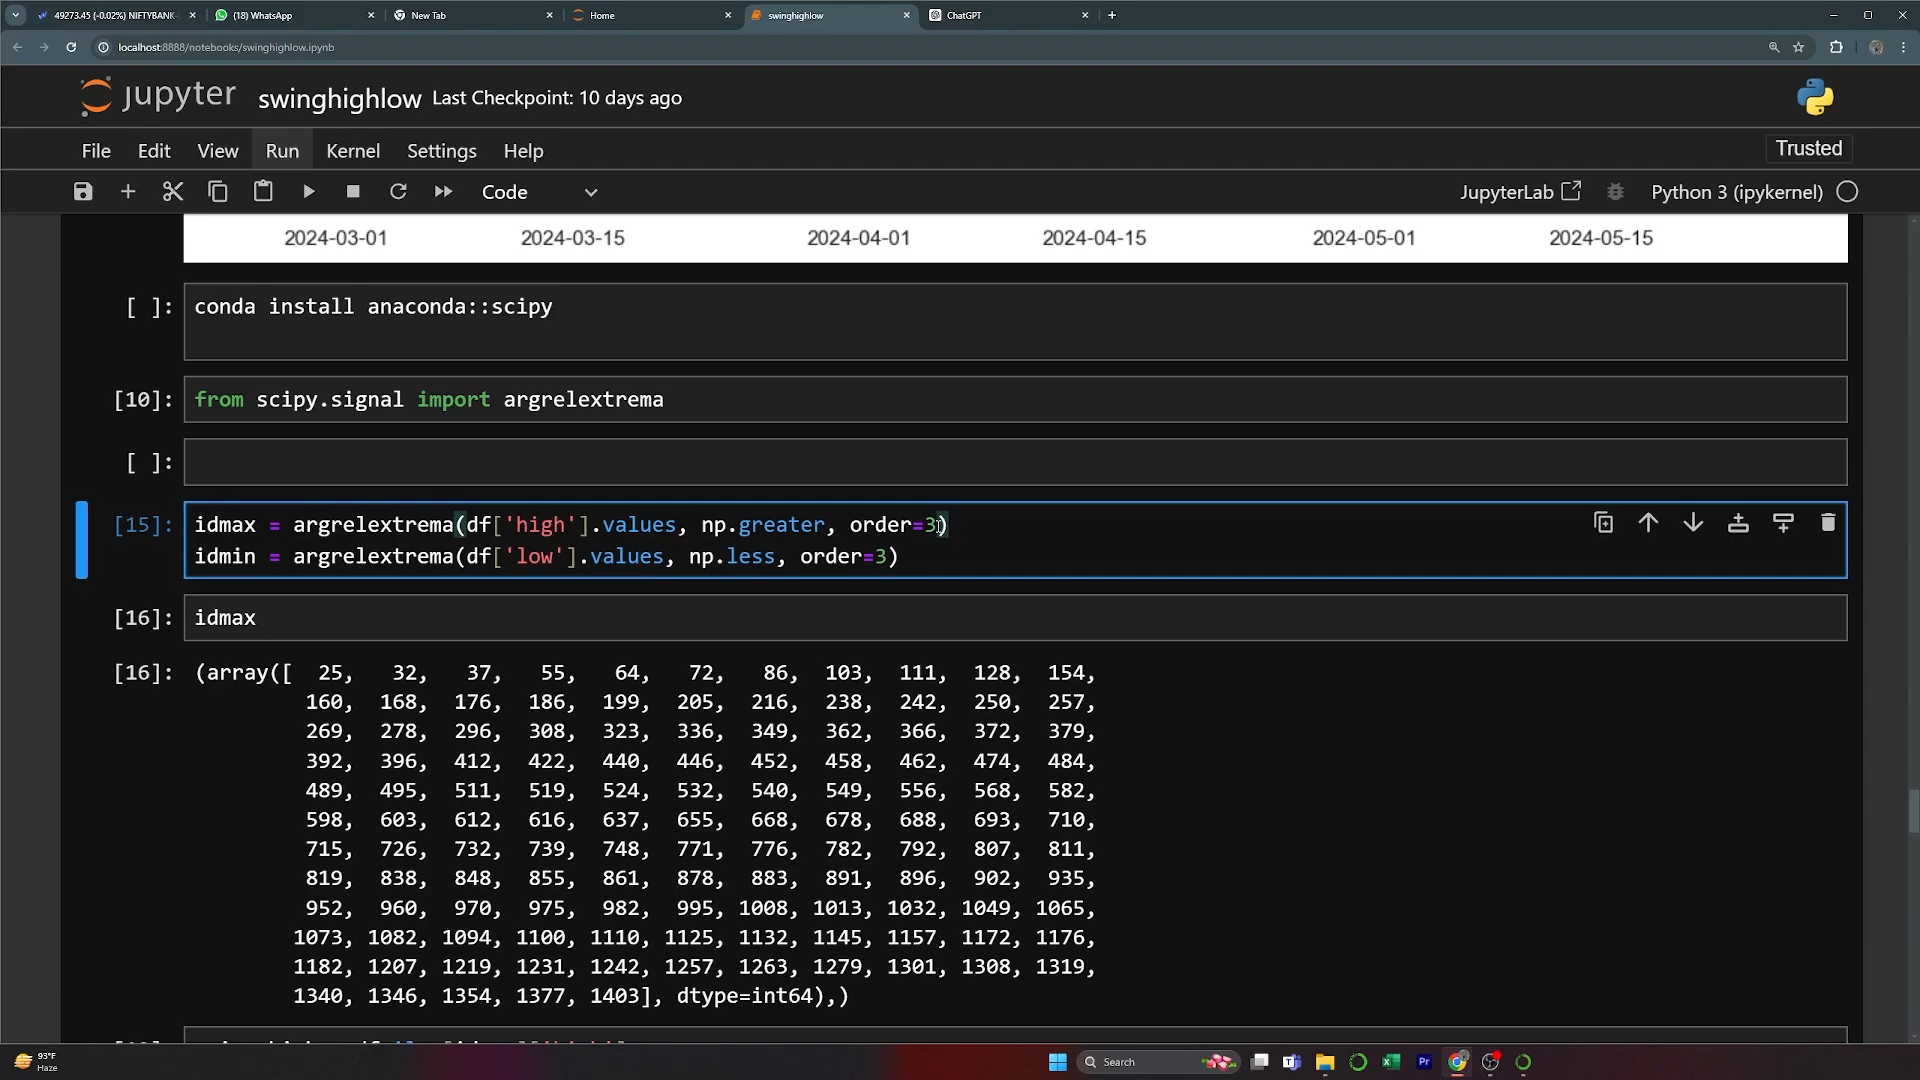 49273.45 (-0.02%) NIFTYBANK-
(18) WhatsApp
New Tab
Home
swinghighlow
ChatGPT
localhost:8888/notebooks/swinghighlow.ipynb
jupyter swinghighlow Last Checkpoint: 10 days ago
File Edit View Run Kernel Settings Help Trusted
Code JupyterLab Python 3 (ipykernel)
2024-03-01 2024-03-15 2024-04-01 2024-04-15 2024-05-01 2024-05-15
[ ]: conda install anaconda::scipy
[10]: from scipy.signal import argrelextrema
[ ]:
[15]: idmax = argrelextrema(df['high'].values, np.greater, order=3)
idmin = argrelextrema(df['low'].values, np.less, order=3)
[16]: idmax
[16]: (array([ 25, 32, 37, 55, 64, 72, 86, 103, 111, 128, 154,
160, 168, 176, 186, 199, 205, 216, 238, 242, 250, 257,
269, 278, 296, 308, 323, 336, 349, 362, 366, 372, 379,
392, 396, 412, 422, 440, 446, 452, 458, 462, 474, 484,
489, 495, 511, 519, 524, 532, 540, 549, 556, 568, 582,
598, 603, 612, 616, 637, 655, 668, 678, 688, 693, 710,
715, 726, 732, 739, 748, 771, 776, 782, 792, 807, 811,
819, 838, 848, 855, 861, 878, 883, 891, 896, 902, 935,
952, 960, 970, 975, 982, 995, 1008, 1013, 1032, 1049, 1065,
1073, 1082, 1094, 1100, 1110, 1125, 1132, 1145, 1157, 1172, 1176,
1182, 1207, 1219, 1231, 1242, 1257, 1263, 1279, 1301, 1308, 1319,
1340, 1346, 1354, 1377, 1403], dtype=int64),)
93°F
Haze
Search